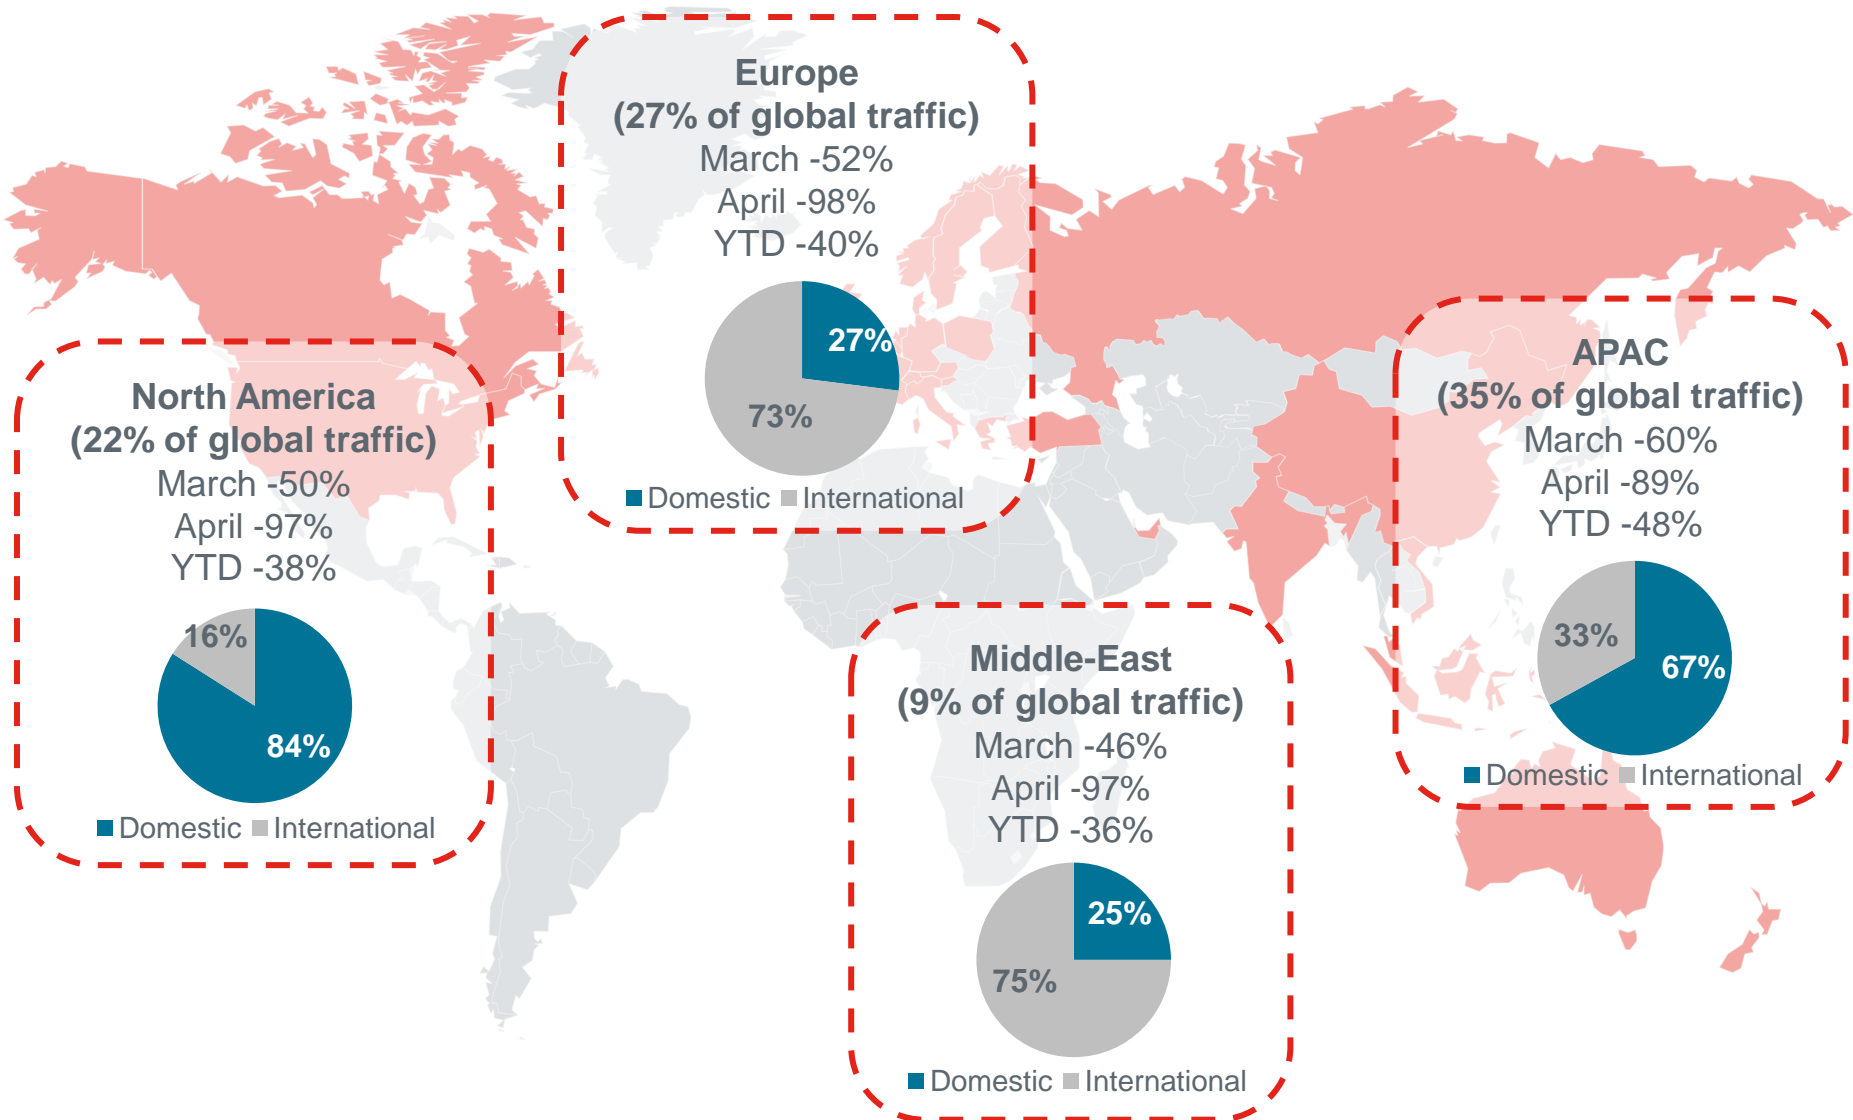 Europe
(27% of global traffic)
March -52%
April -98%
YTD -40%
27%
73%
Domestic International
North America
(22% of global traffic)
March -50%
April -97%
YTD -38%
16%
84%
Domestic International
APAC
(35% of global traffic)
March -60%
April -89%
YTD -48%
33%
67%
Domestic International
Middle-East
(9% of global traffic)
March -46%
April -97%
YTD -36%
25%
75%
Domestic International